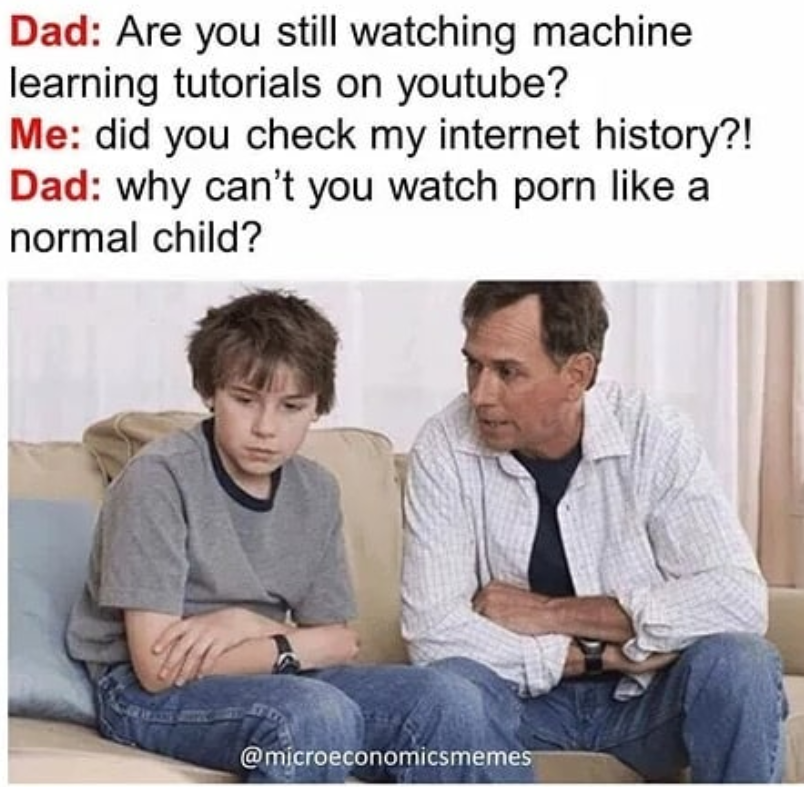 Dad: Are you still watching machine
learning tutorials on youtube?
Me: did you check my internet history?!
Dad: why can't you watch porn like a
normal child?
@microeconomicsmemes